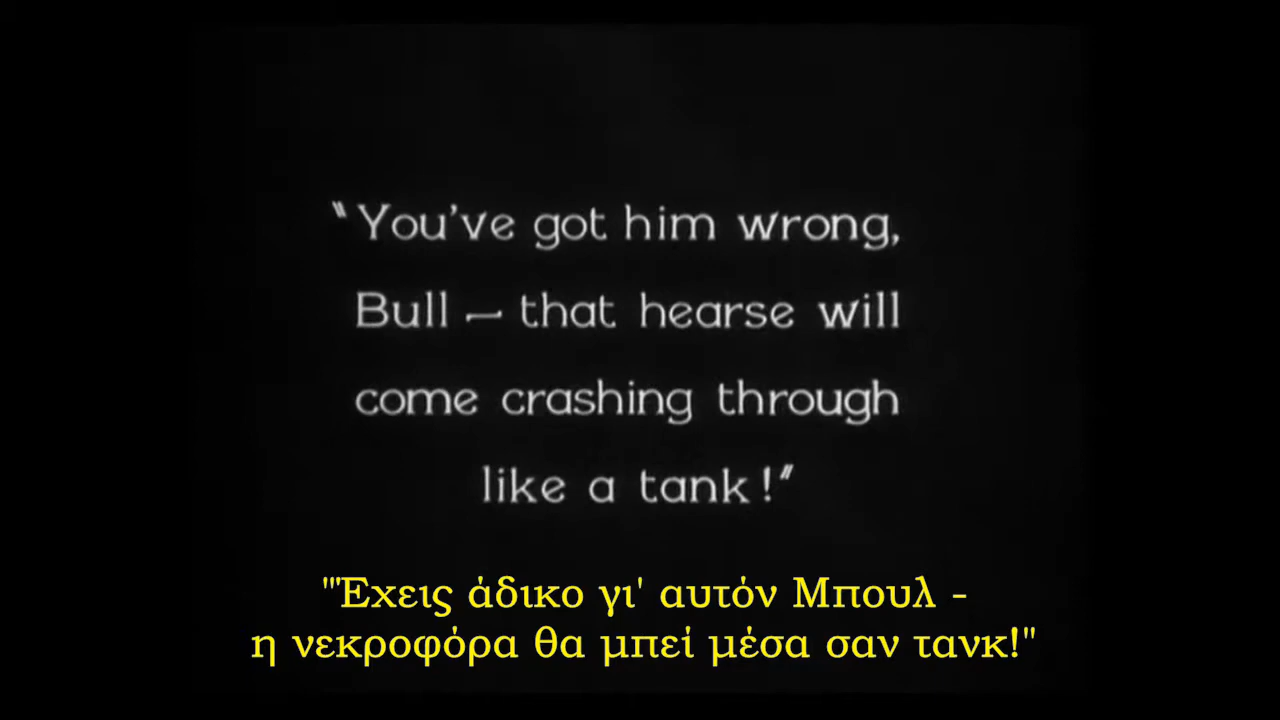 "You've got him wrong,
Bull — that hearse will
come crashing through
like a tank!"
"Έχεις άδικο γι' αυτόν Μπουλ -
η νεκροφόρα θα μπεί μέσα σαν τανκ!"